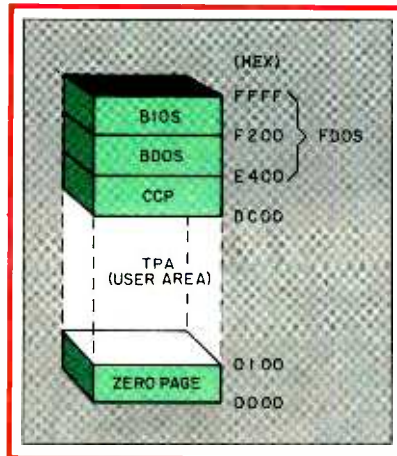 (HEX)
FFFF
BIOS
F200
FDOS
BDOS
E400
CCP
DC00
TPA
(USER AREA)
0100
ZERO PAGE
0000